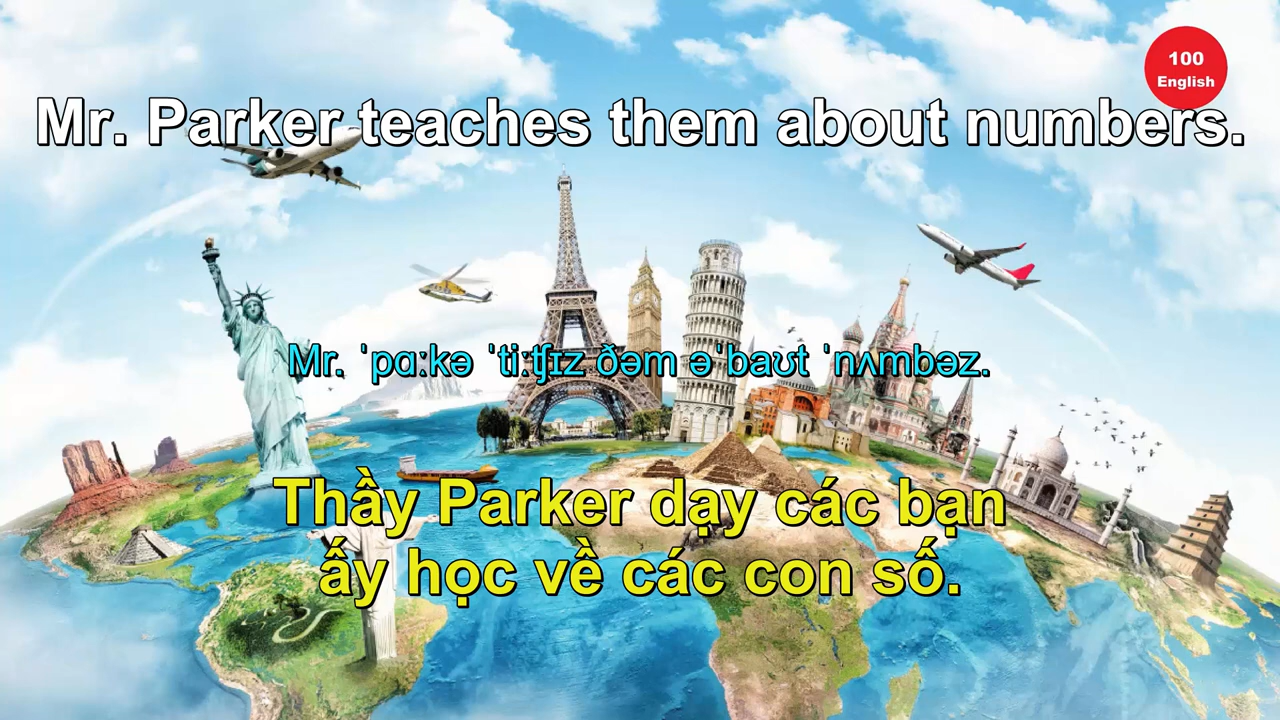 100
English
Mr. Parker teaches them about numbers.
Mr. ˈpɑːkə ˈtiːʧɪz ðəm əˈbaʊt ˈnʌmbəz.
Thầy Parker dạy các bạn
ấy học về các con số.